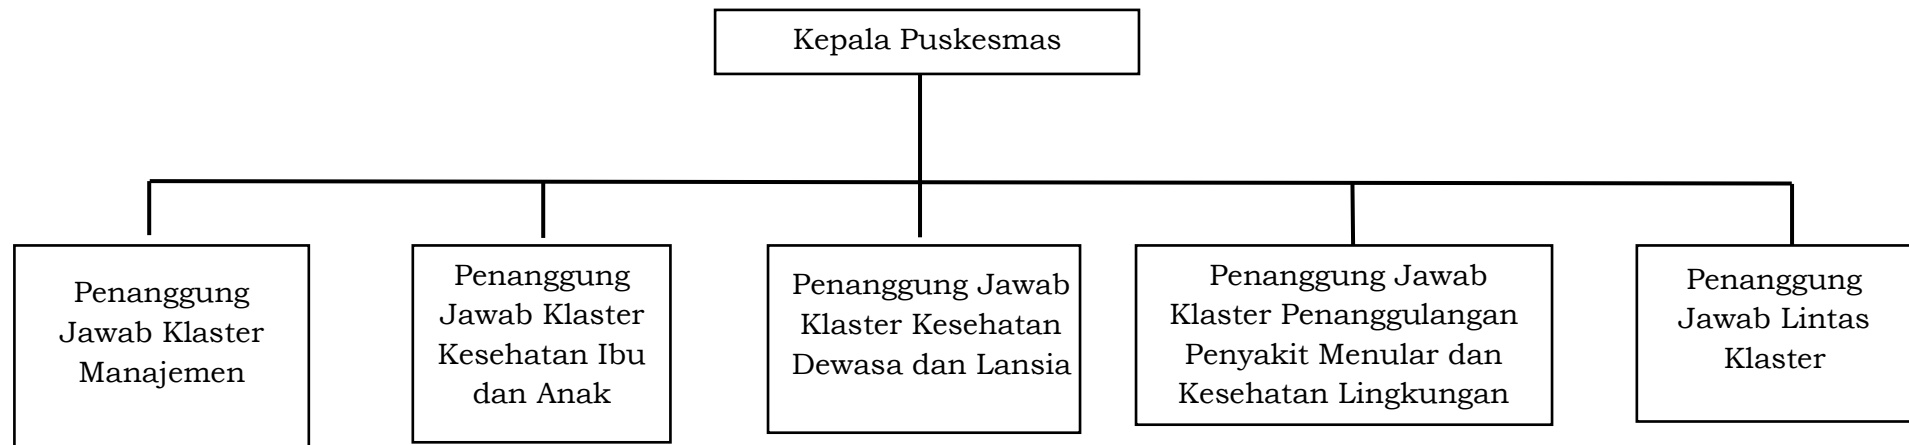 Kepala Puskesmas
Penanggung
Jawab Klaster
Manajemen
Penanggung
Jawab Klaster
Kesehatan Ibu
dan Anak
Penanggung Jawab
Klaster Kesehatan
Dewasa dan Lansia
Penanggung Jawab
Klaster Penanggulangan
Penyakit Menular dan
Kesehatan Lingkungan
Penanggung
Jawab Lintas
Klaster